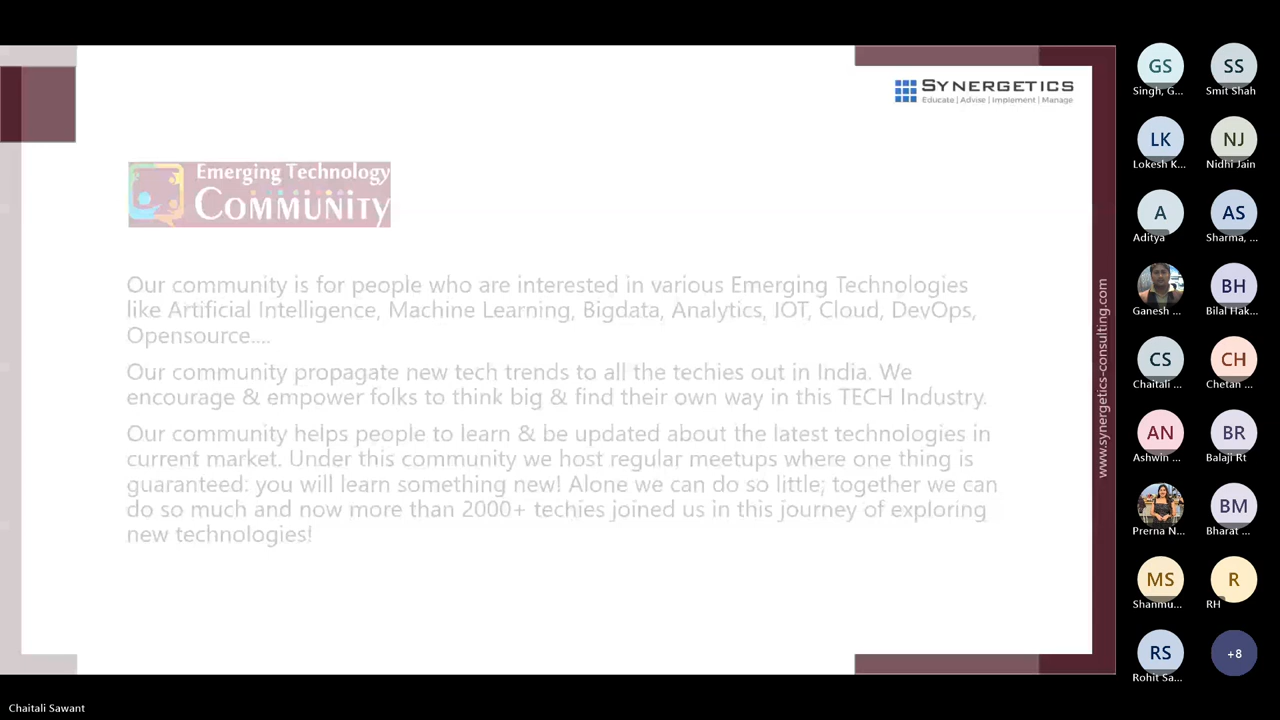 SYNERGETICS
Educate | Advise | Implement | Manage
Emerging Technology
COMMUNITY
Our community is for people who are interested in various Emerging Technologies
like Artificial Intelligence, Machine Learning, Bigdata, Analytics, IOT, Cloud, DevOps,
Opensource....
Our community propagate new tech trends to all the techies out in India. We
encourage & empower folks to think big & find their own way in this TECH Industry.
Our community helps people to learn & be updated about the latest technologies in
current market. Under this community we host regular meetups where one thing is
guaranteed: you will learn something new! Alone we can do so little; together we can
do so much and now more than 2000+ techies joined us in this journey of exploring
new technologies!
www.synergetics-consulting.com
GS SS
Singh, G... Smit Shah
LK NJ
Lokesh K... Nidhi Jain
A AS
Aditya Sharma, ...
BH
Ganesh ... Bilal Hak...
CS CH
Chaitali ... Chetan ...
AN BR
Ashwin ... Balaji Rt
BM
Prerna N... Bharat ...
MS R
Shanmu... RH
RS +8
Rohit Sa...
Chaitali Sawant